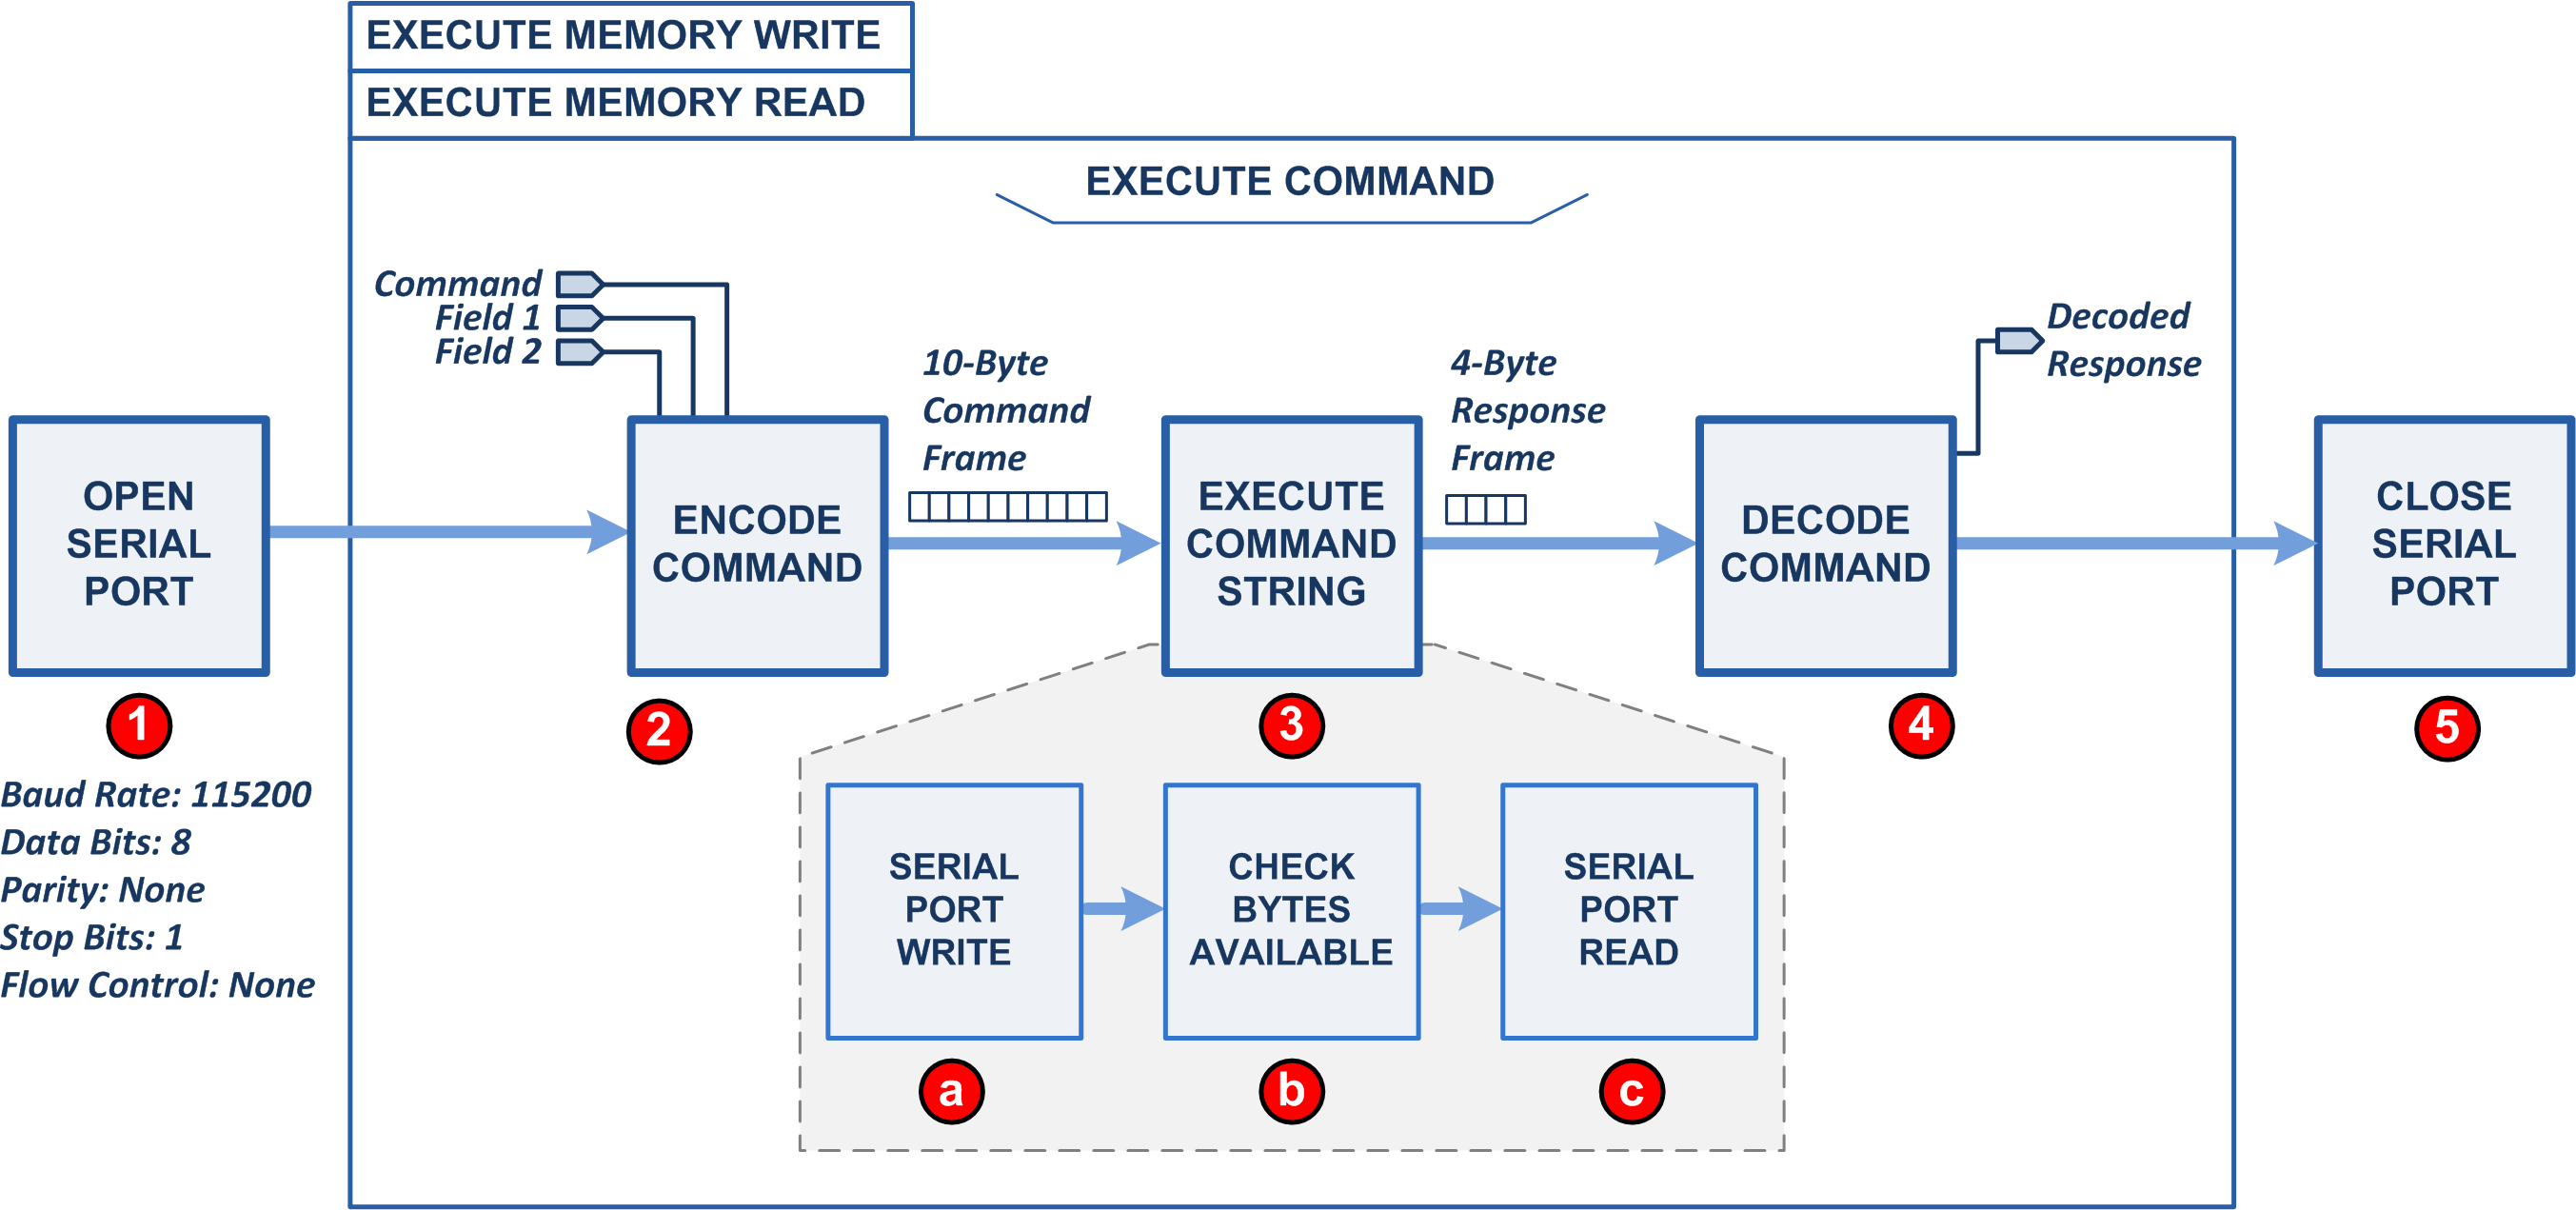 EXECUTE MEMORY WRITE
EXECUTE MEMORY READ
EXECUTE COMMAND
Command
Field 1
Field 2
10-Byte
Command
Frame
4-Byte
Response
Frame
Decoded
Response
OPEN
SERIAL
PORT
ENCODE
COMMAND
EXECUTE
COMMAND
STRING
DECODE
COMMAND
CLOSE
SERIAL
PORT
1
2
3
4
5
Baud Rate: 115200
Data Bits: 8
Parity: None
Stop Bits: 1
Flow Control: None
SERIAL
PORT
WRITE
CHECK
BYTES
AVAILABLE
SERIAL
PORT
READ
a
b
c